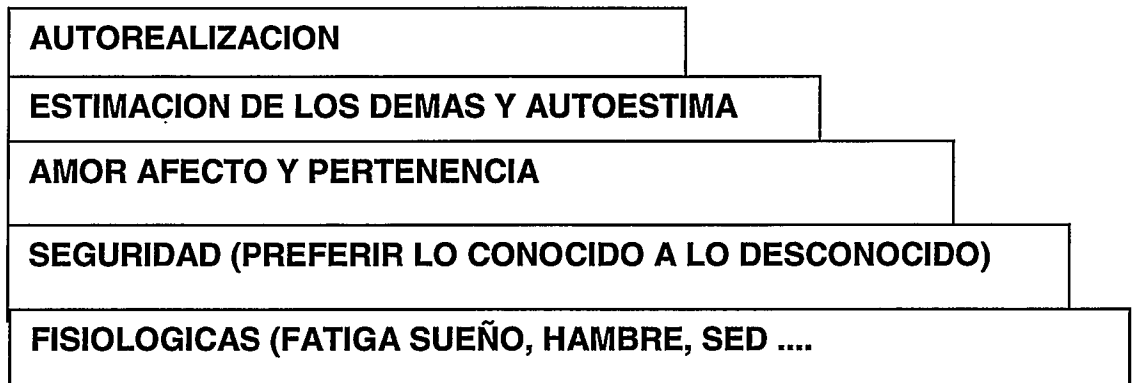 AUTOREALIZACION
ESTIMACION DE LOS DEMAS Y AUTOESTIMA
AMOR AFECTO Y PERTENENCIA
SEGURIDAD (PREFERIR LO CONOCIDO A LO DESCONOCIDO)
FISIOLOGICAS (FATIGA SUEÑO, HAMBRE, SED ....